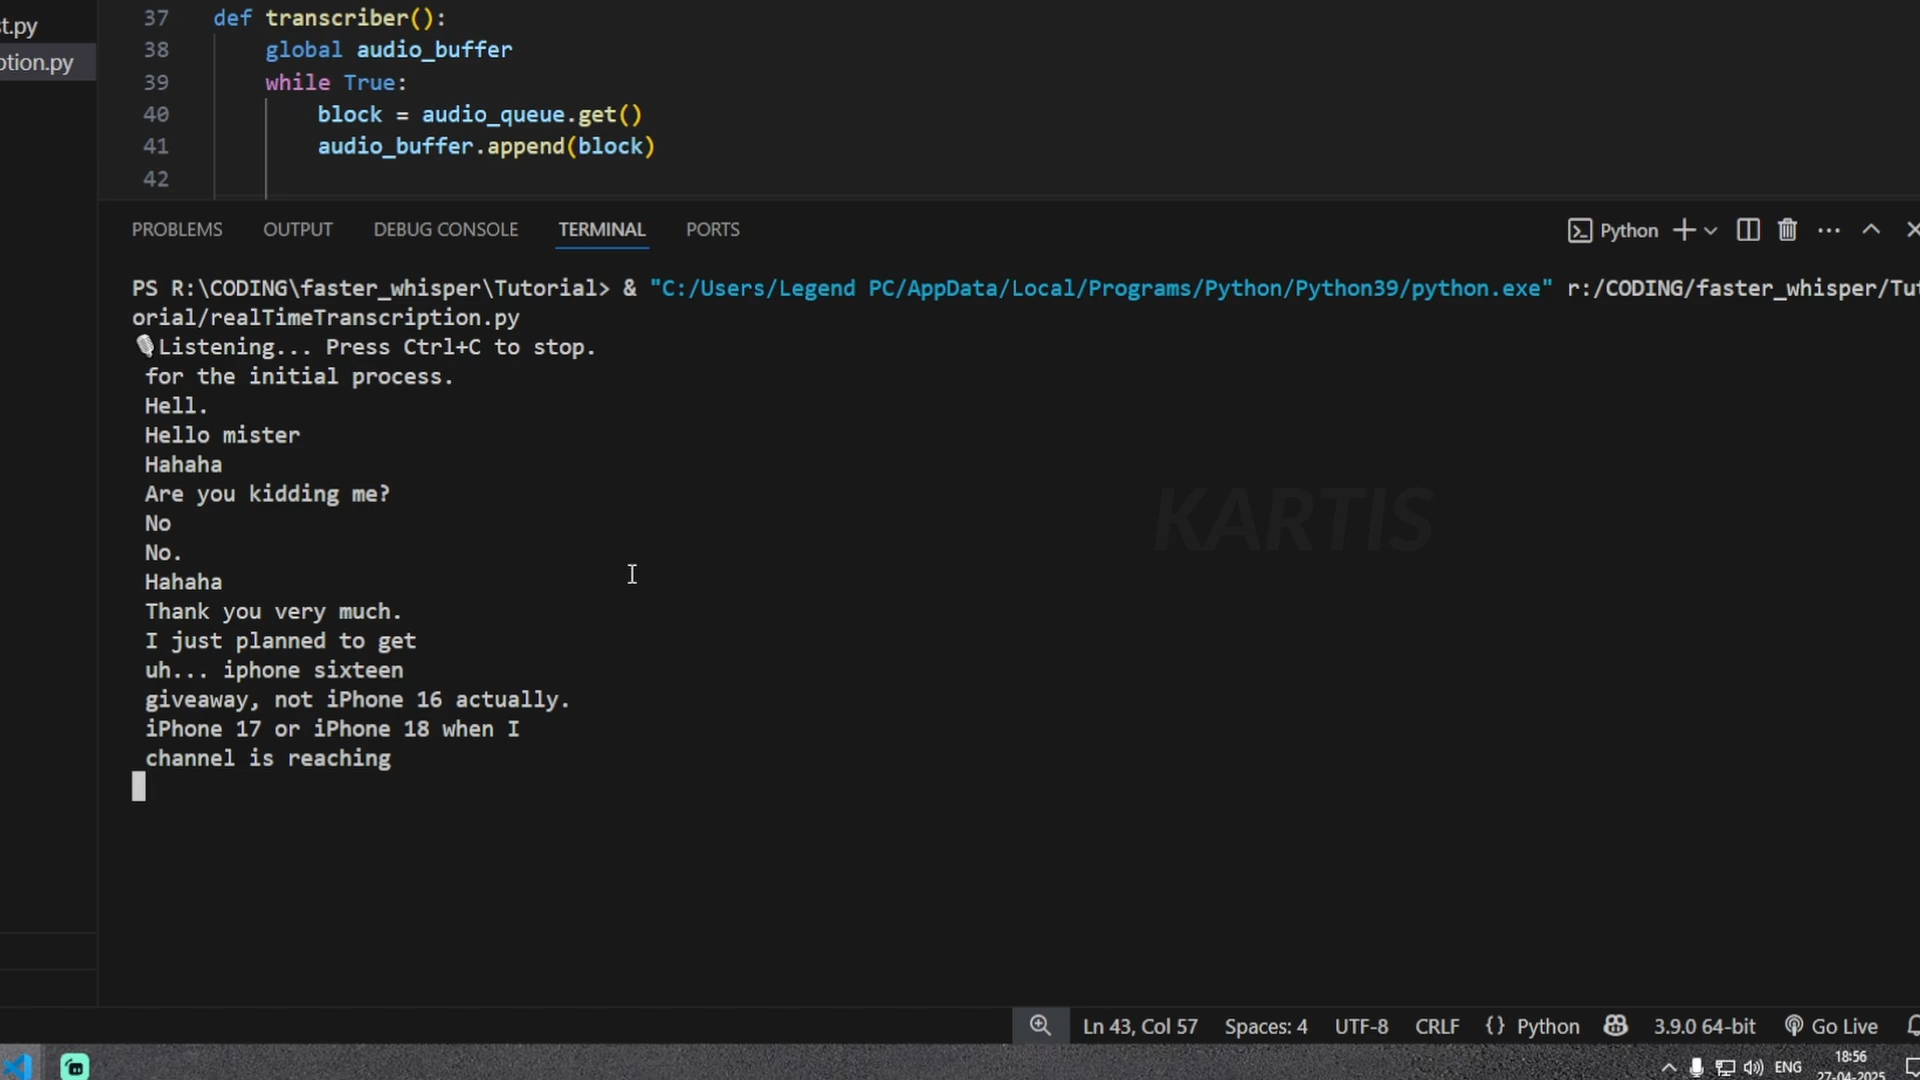 st.py
ption.py
37 def transcriber():
38 global audio_buffer
39 while True:
40 block = audio_queue.get()
41 audio_buffer.append(block)
42
PROBLEMS OUTPUT DEBUG CONSOLE TERMINAL PORTS Python
PS R:\CODING\faster_whisper\Tutorial> & "C:/Users/Legend PC/AppData/Local/Programs/Python/Python39/python.exe" r:/CODING/faster_whisper/Tut
orial/realTimeTranscription.py
Listening... Press Ctrl+C to stop.
for the initial process.
Hell.
Hello mister
Hahaha
Are you kidding me?
No
No.
Hahaha
Thank you very much.
I just planned to get
uh... iphone sixteen
giveaway, not iPhone 16 actually.
iPhone 17 or iPhone 18 when I
channel is reaching
KARTIS
Ln 43, Col 57 Spaces: 4 UTF-8 CRLF {} Python 3.9.0 64-bit Go Live
ENG 18:56
27-04-2025